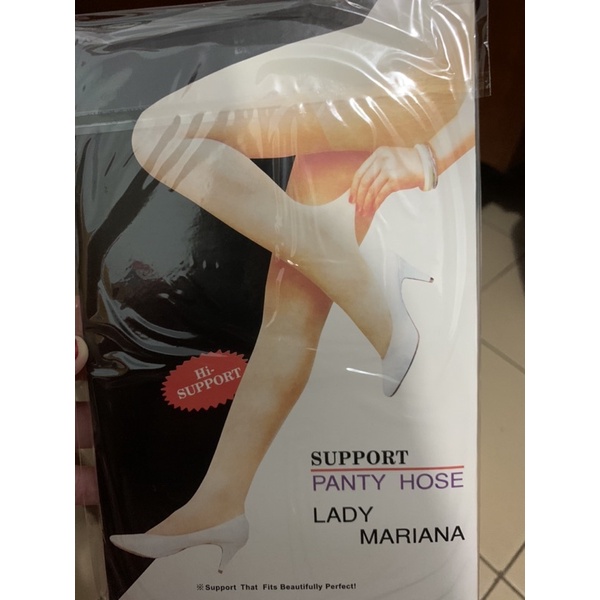 Hi-
SUPPORT
SUPPORT
PANTY HOSE
LADY
MARIANA
※Support That Fits Beautifully Perfect!